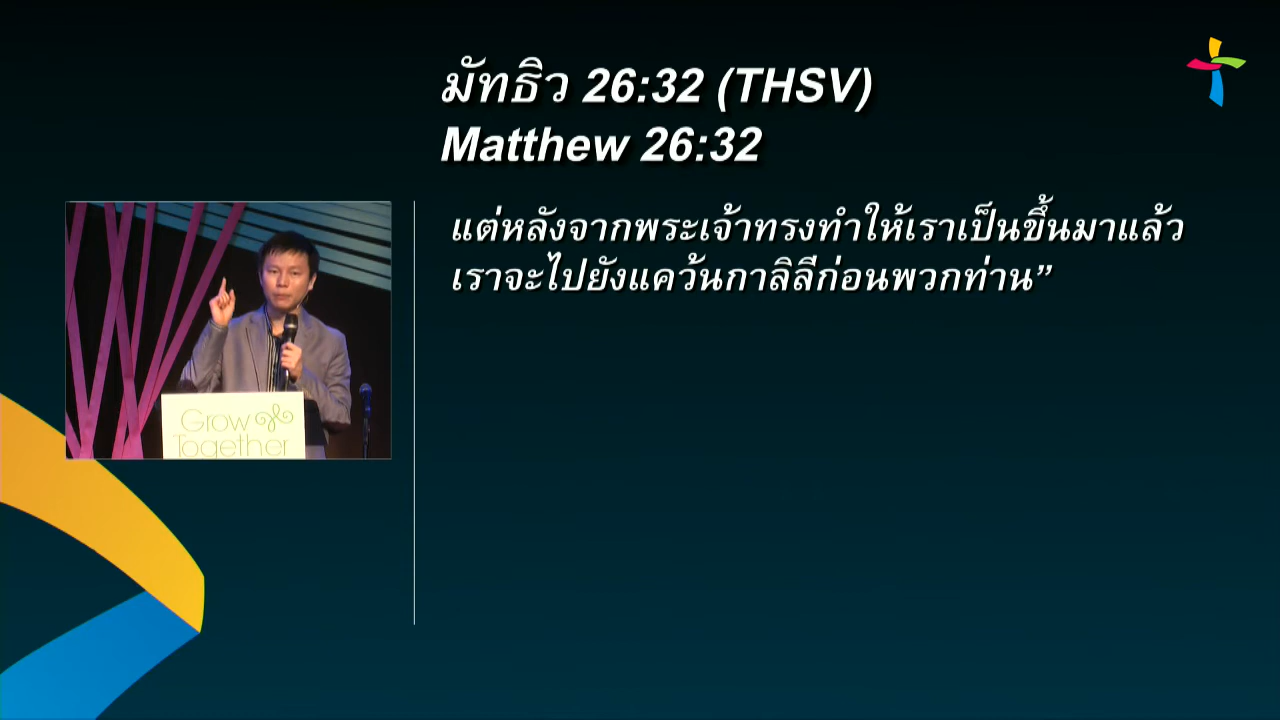 มัทธิว 26:32 (THSV)
Matthew 26:32
แต่หลังจากพระเจ้าทรงทำให้เราเป็นขึ้นมาแล้ว
เราจะไปยังแคว้นกาลิลีก่อนพวกท่าน”
Grow
Together